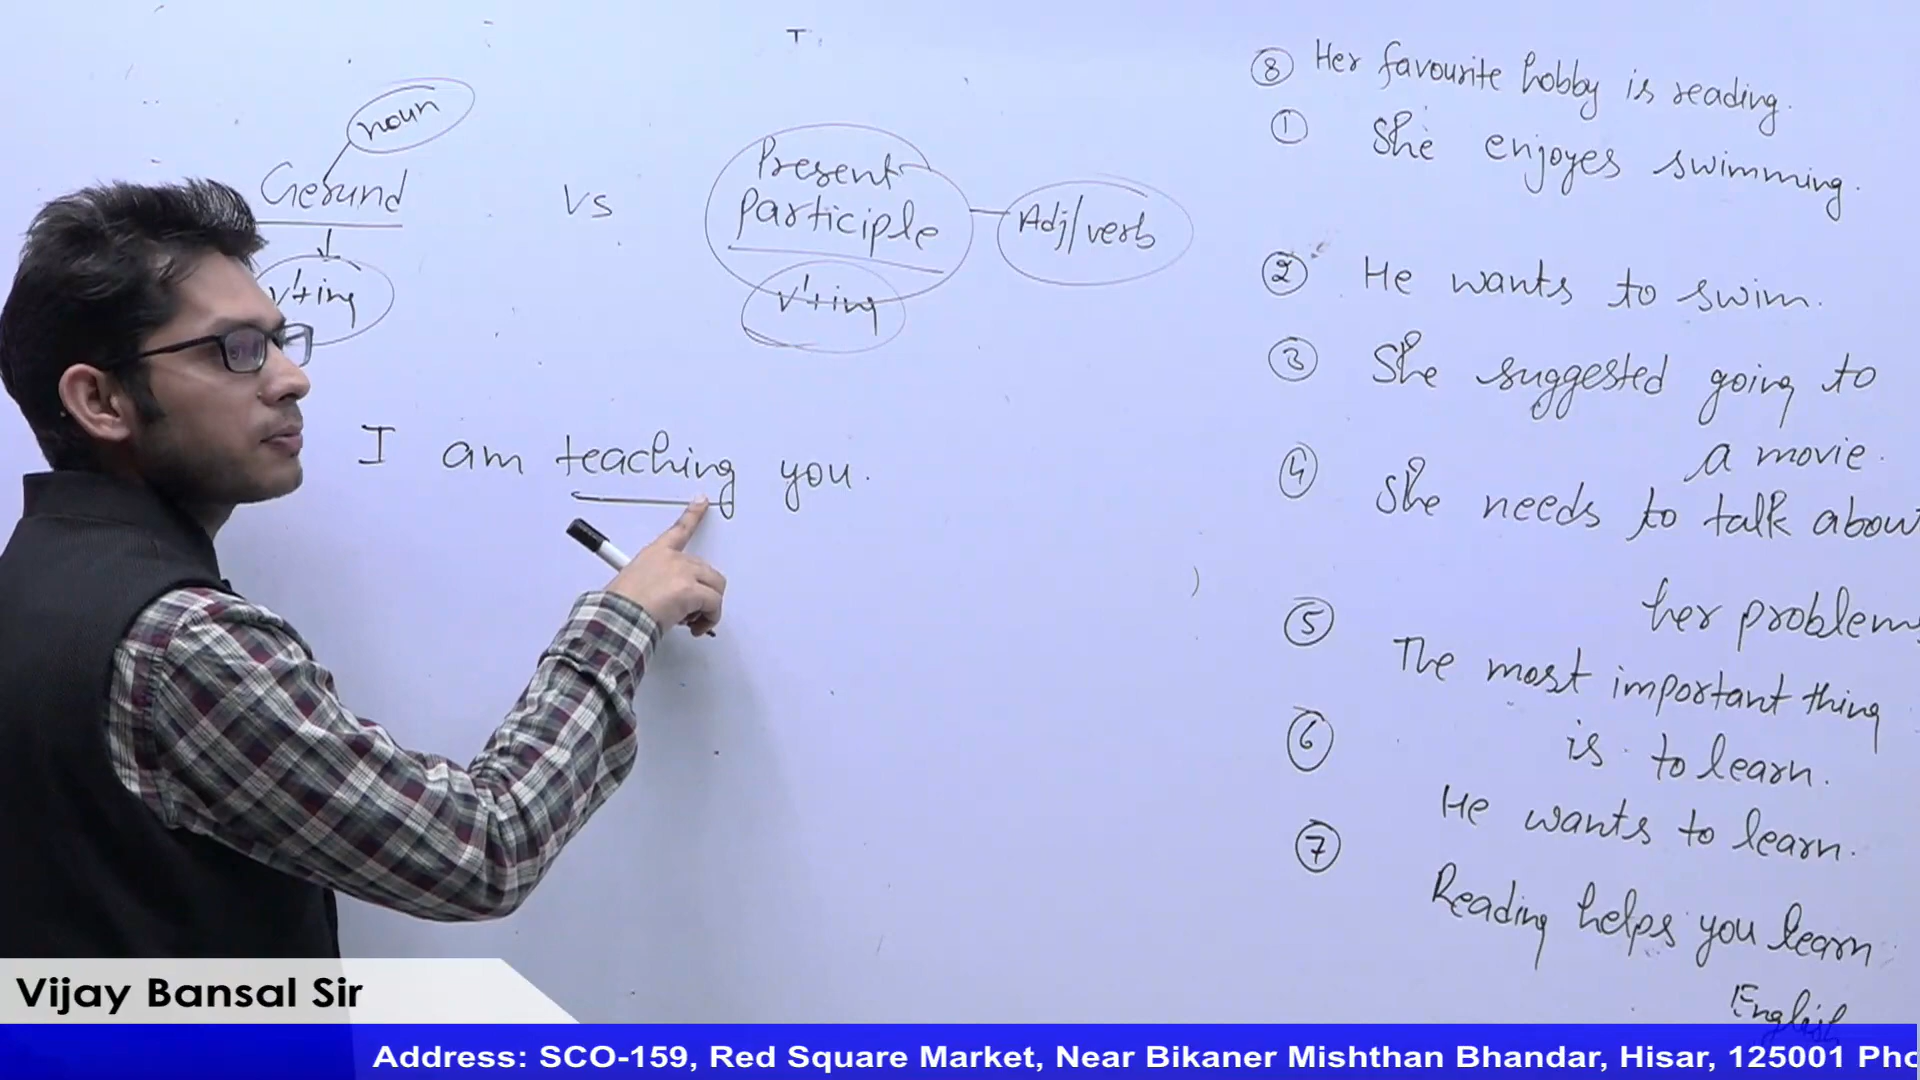 noun
Gerund
Vs
Present
participle
Adj/verb
v'+ing
v'+ing
I am teaching you.
8 Her favourite hobby is reading.
1 She enjoyes swimming.
2 He wants to swim.
3 She suggested going to
a movie.
4 She needs to talk about
her problems
5 The most important thing
is to learn.
6 He wants to learn.
7 Reading helps you learn
English
Vijay Bansal Sir
Address: SCO-159, Red Square Market, Near Bikaner Mishthan Bhandar, Hisar, 125001 Pho